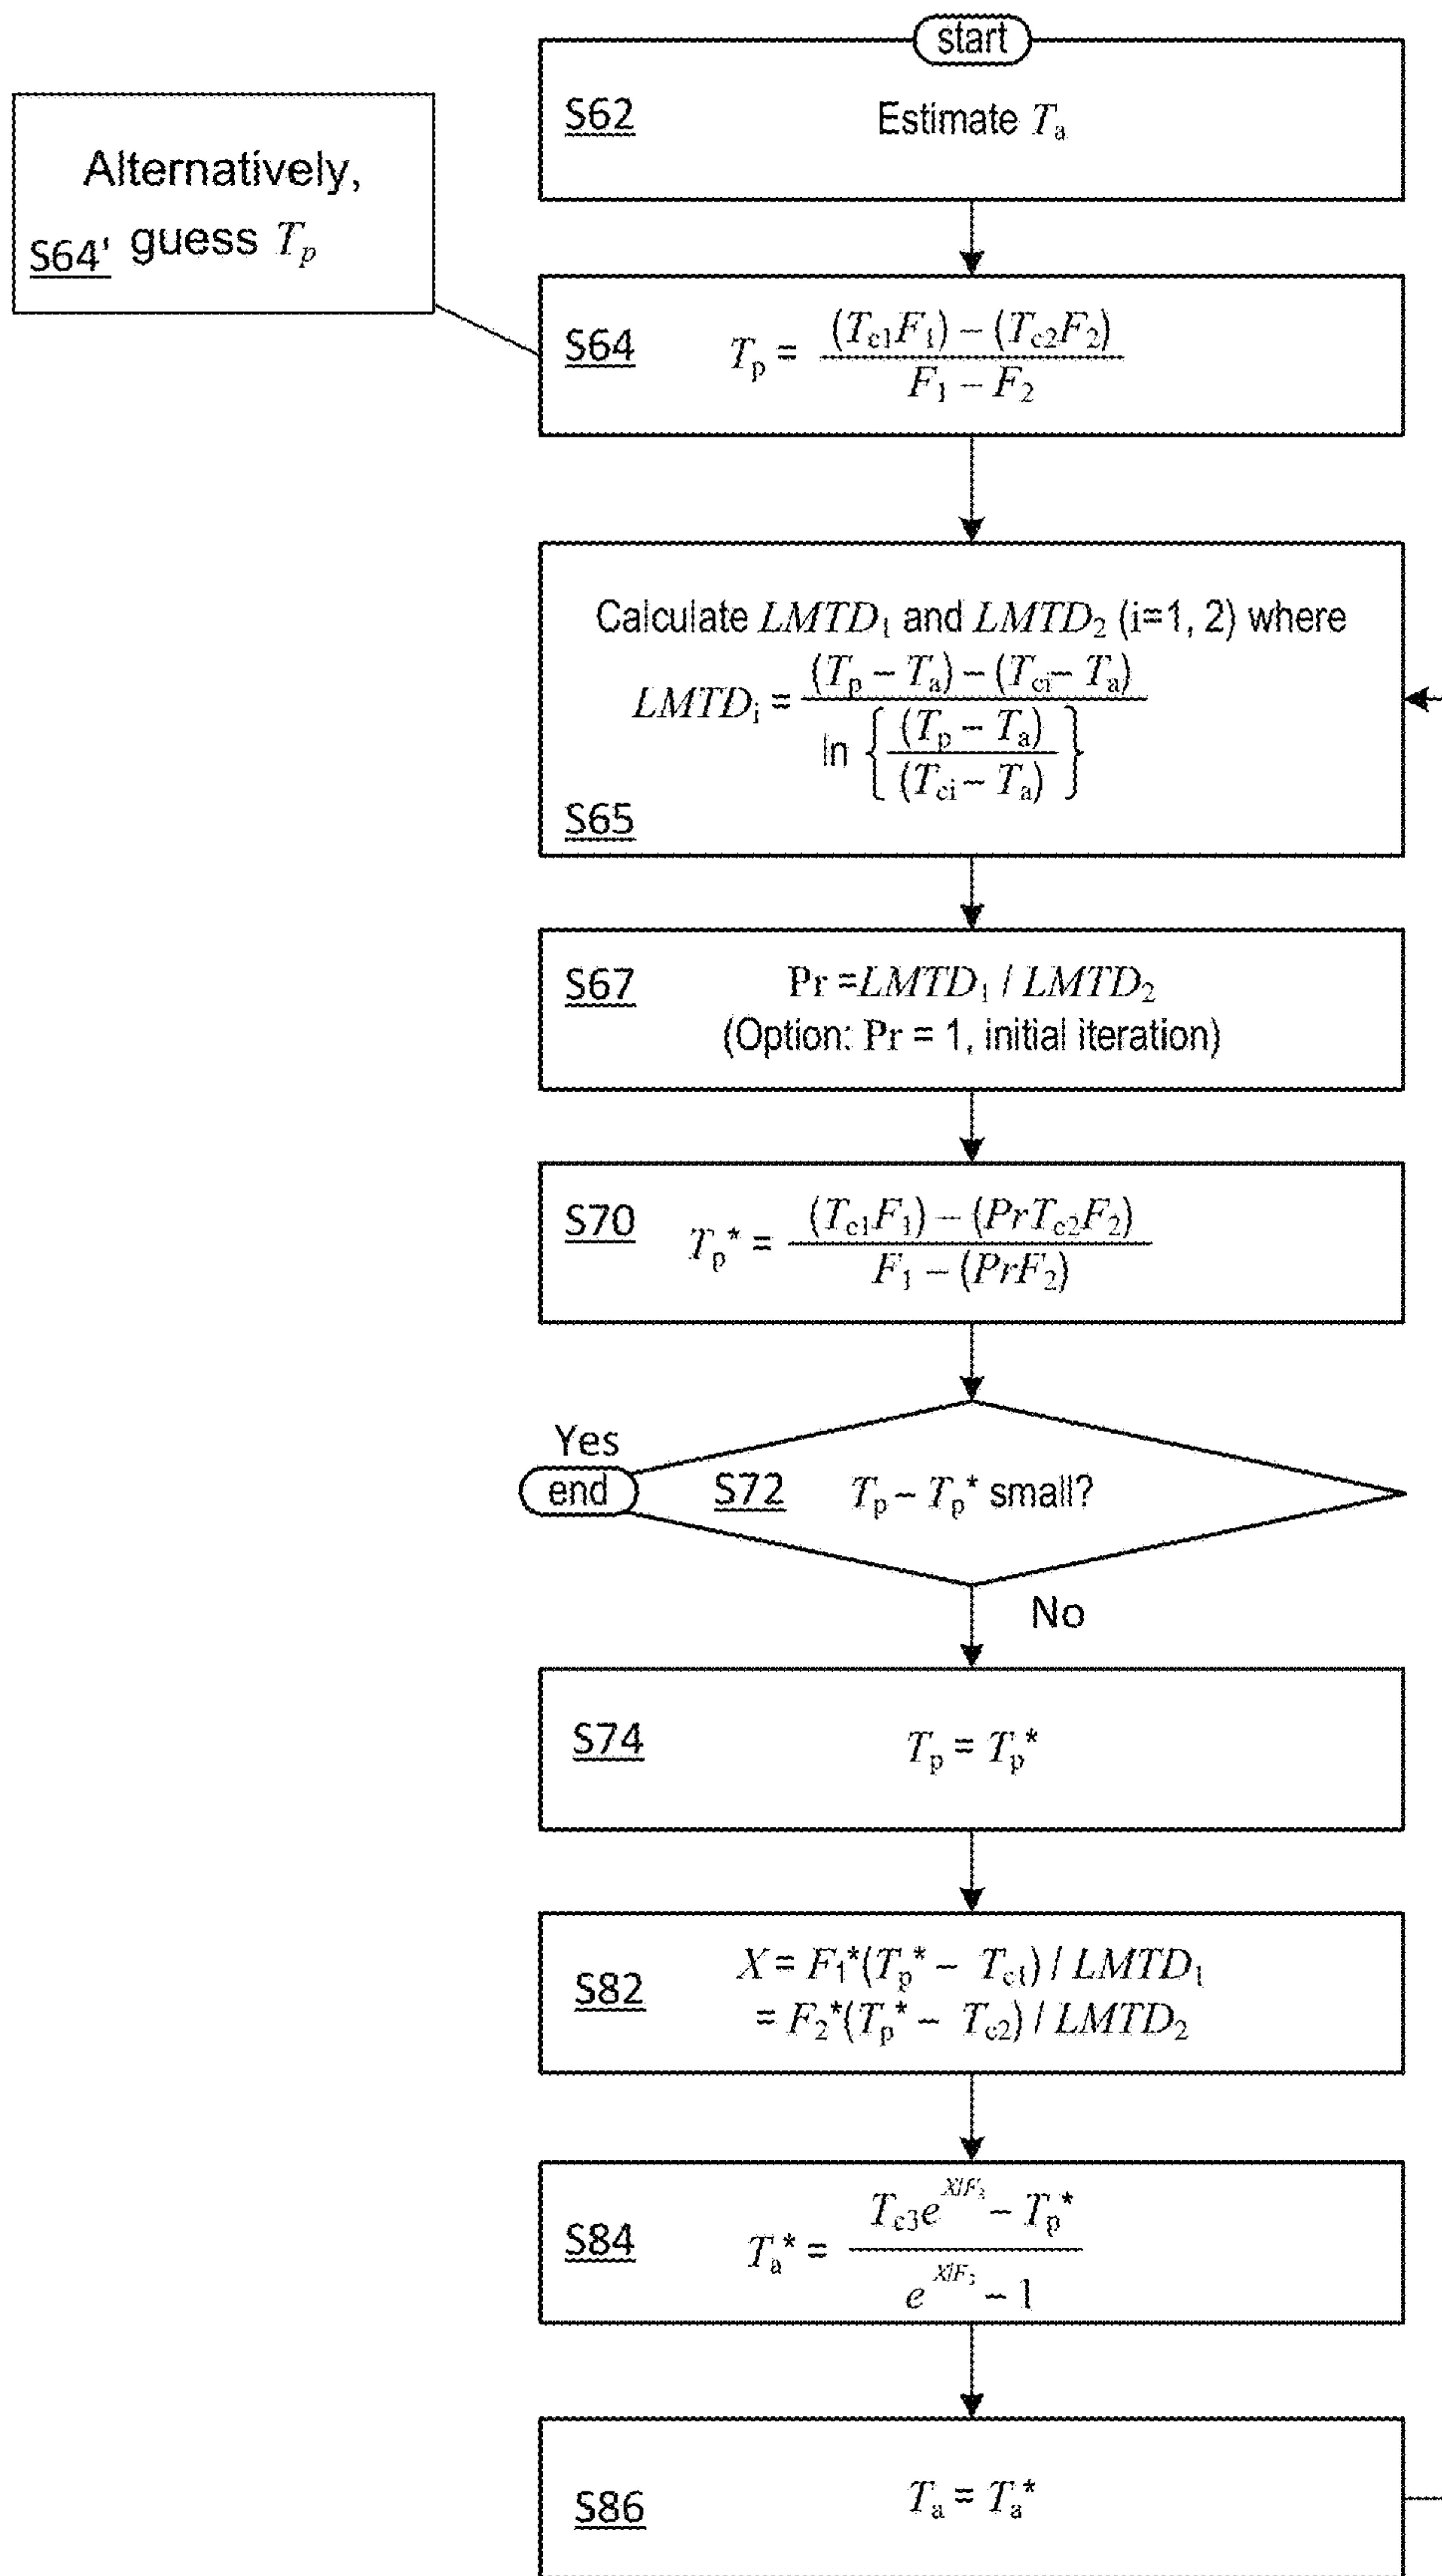 start
S62 Estimate Ta
Alternatively,
S64' guess Tp
S64 Tp = (Tc1F1) – (Tc2F2)
F1 – F2
Calculate LMTD1 and LMTD2 (i=1, 2) where
LMTDi = (Tp – Ta) – (Tci – Ta)
ln { (Tp – Ta)
(Tci – Ta) }
S65
S67 Pr =LMTD1 / LMTD2
(Option: Pr = 1, initial iteration)
S70 Tp* = (Tc1F1) – (PrTc2F2)
F1 – (PrF2)
Yes
end S72 Tp – Tp* small?
No
S74 Tp = Tp*
S82 X = F1*(Tp* – Tc1) / LMTD1
= F2*(Tp* – Tc2) / LMTD2
S84 Ta* = Tc3e^X/F3 – Tp*
e^X/F3 – 1
S86 Ta = Ta*